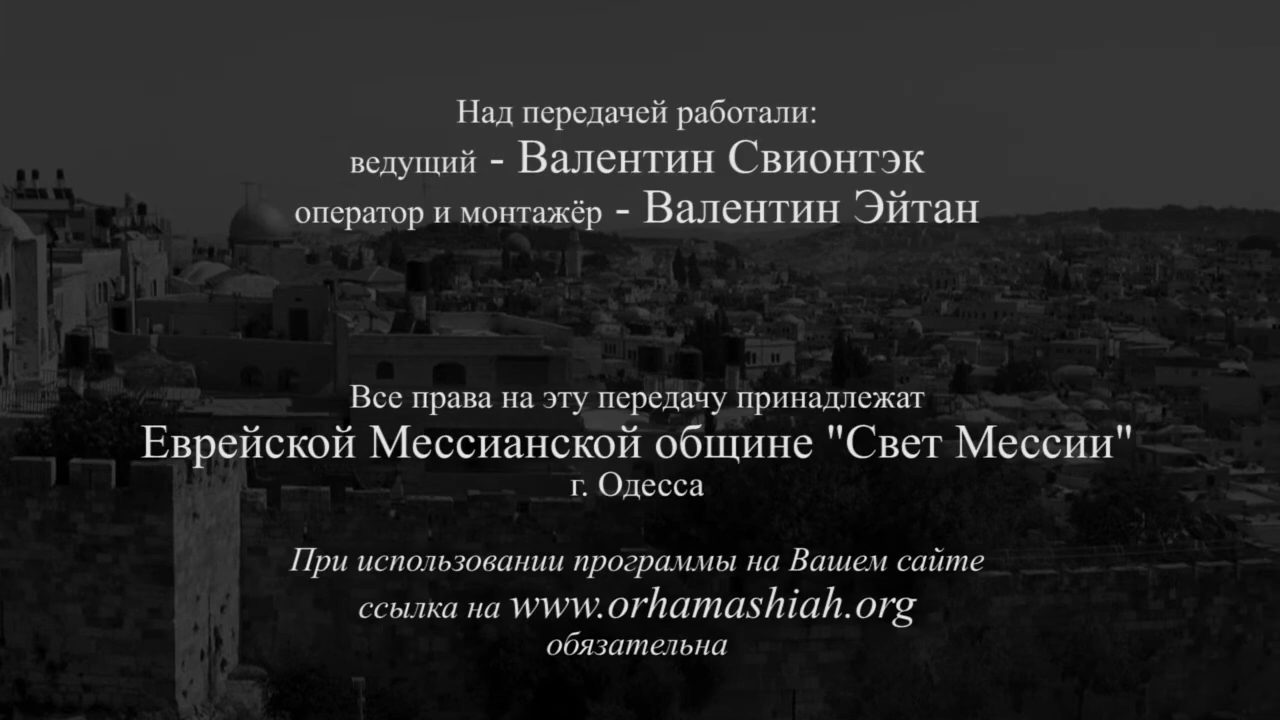 Над передачей работали:
ведущий - Валентин Свионтэк
оператор и монтажёр - Валентин Эйтан
Все права на эту передачу принадлежат
Еврейской Мессианской общине "Свет Мессии"
г. Одесса
При использовании программы на Вашем сайте
ссылка на www.orhamashiah.org
обязательна